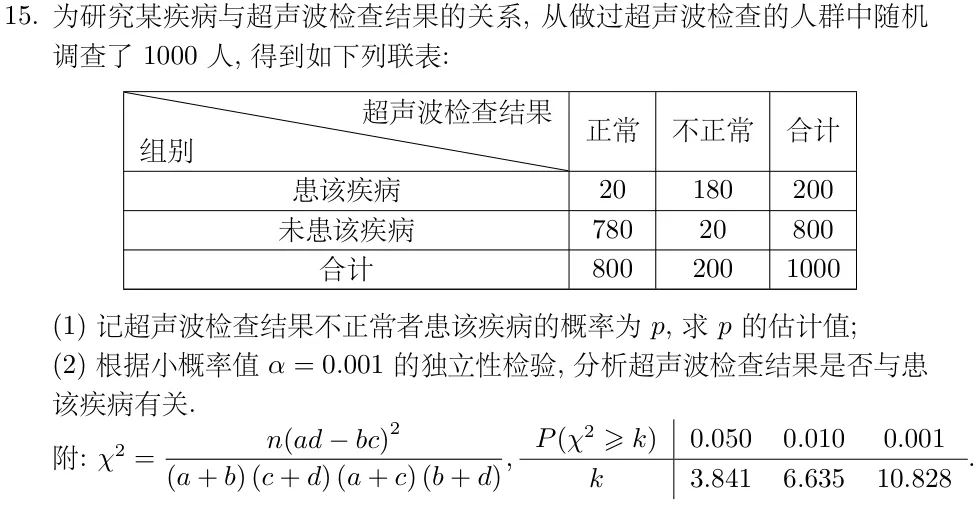 15. 为研究某疾病与超声波检查结果的关系, 从做过超声波检查的人群中随机
调查了 1000 人, 得到如下列联表:
超声波检查结果
组别
正常 不正常 合计
患该疾病 20 180 200
未患该疾病 780 20 800
合计 800 200 1000
(1) 记超声波检查结果不正常者患该疾病的概率为 p, 求 p 的估计值;
(2) 根据小概率值 α = 0.001 的独立性检验, 分析超声波检查结果是否与患
该疾病有关.
附: χ² = n(ad − bc)² / (a + b)(c + d)(a + c)(b + d),
P(χ² ⩾ k) 0.050 0.010 0.001
k 3.841 6.635 10.828 .